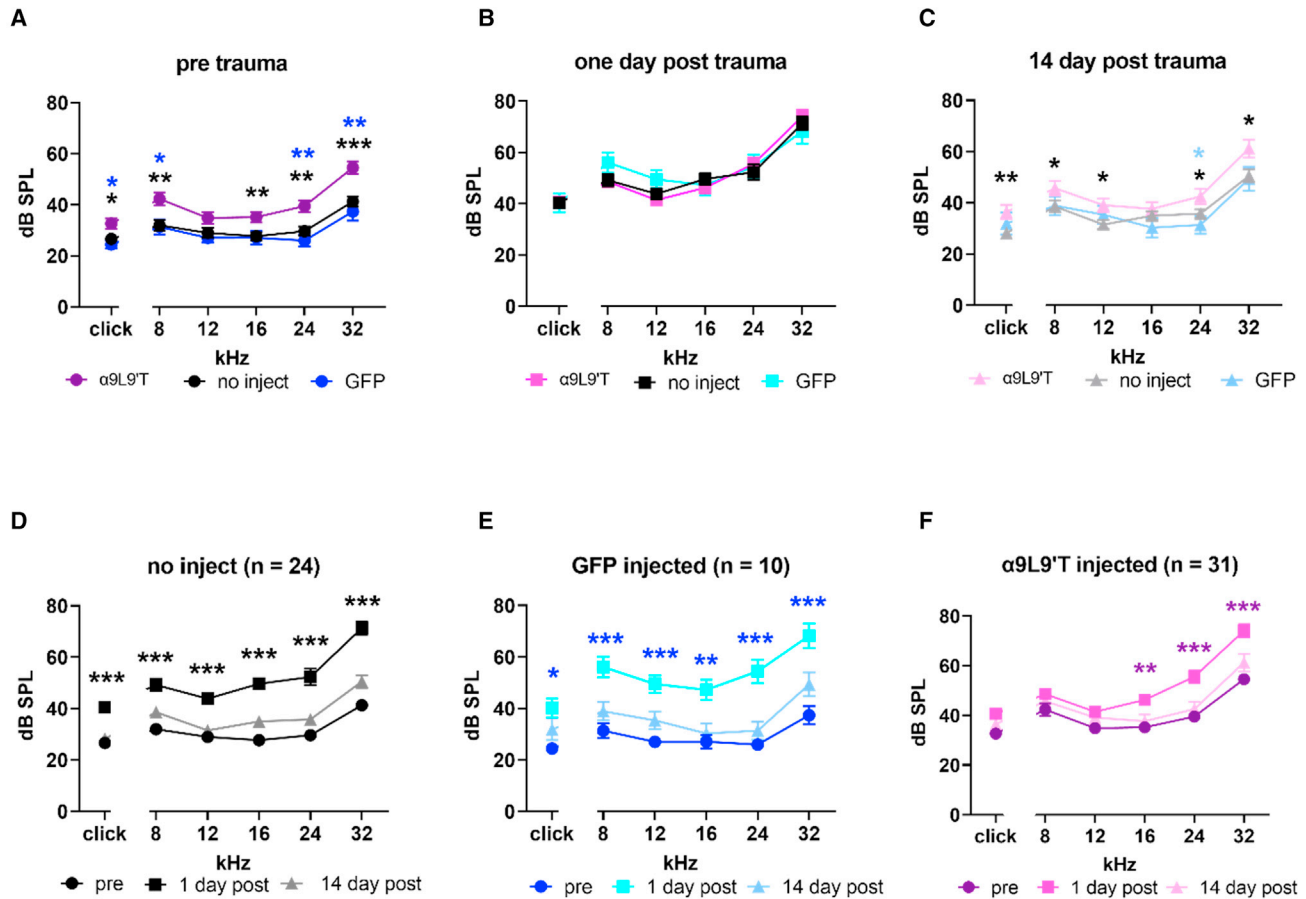 A
pre trauma
80
60
40
20
0
dB SPL
*
*
*
**
**
**
**
**
***
click
8
12
16
24
32
kHz
α9L9'T
no inject
GFP
B
one day post trauma
80
60
40
20
0
dB SPL
click
8
12
16
24
32
kHz
α9L9'T
no inject
GFP
C
14 day post trauma
80
60
40
20
0
dB SPL
**
*
*
*
*
*
click
8
12
16
24
32
kHz
α9L9'T
no inject
GFP
D
no inject (n = 24)
80
60
40
20
0
dB SPL
***
***
***
***
***
***
click
8
12
16
24
32
kHz
pre
1 day post
14 day post
E
GFP injected (n = 10)
80
60
40
20
0
dB SPL
*
***
***
**
***
***
click
8
12
16
24
32
kHz
pre
1 day post
14 day post
F
α9L9'T injected (n = 31)
80
60
40
20
0
dB SPL
**
***
***
click
8
12
16
24
32
kHz
pre
1 day post
14 day post